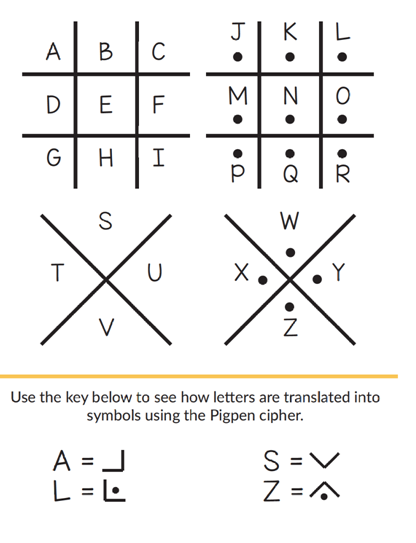 A B C J K L
D E F M N O
G H I P Q R
S W
T U X Y
V Z
Use the key below to see how letters are translated into
symbols using the Pigpen cipher.
A = S =
L = Z =